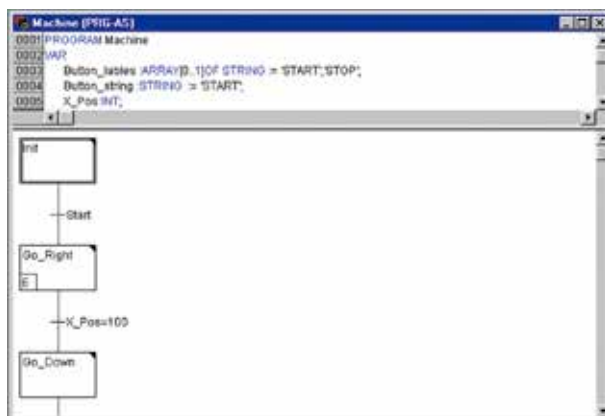 Machine (PRG-AS)
0001 PROGRAM Machine
0002 VAR
0003 Button_lables :ARRAY[0..1]OF STRING := 'START','STOP';
0004 Button_string :STRING := 'START';
0005 X_Pos:INT;
Init
Start
Go_Right
E
X_Pos=100
Go_Down